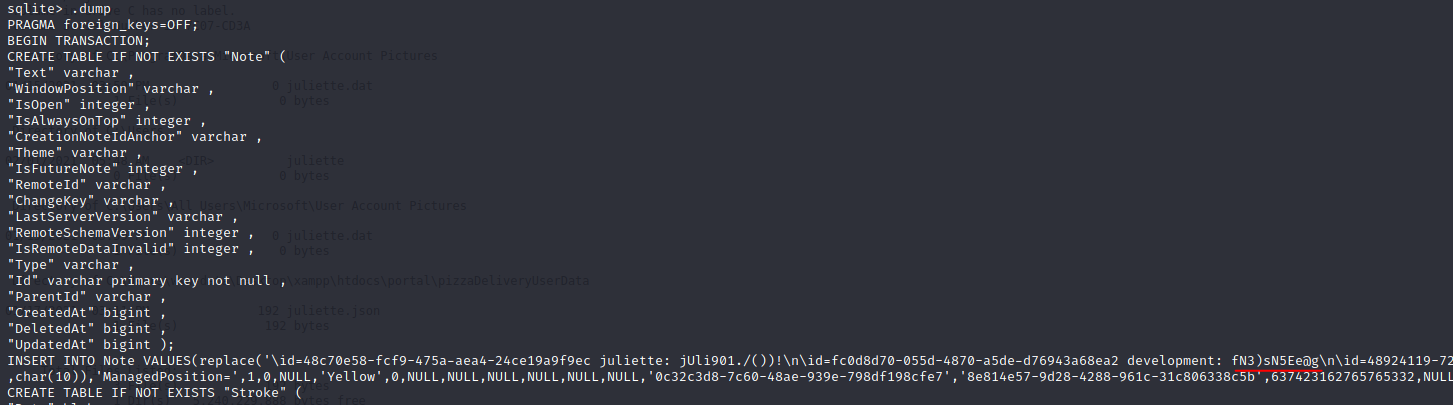 sqlite> .dump
PRAGMA foreign_keys=OFF;
BEGIN TRANSACTION;
CREATE TABLE IF NOT EXISTS "Note" (
"Text" varchar ,
"WindowPosition" varchar ,
"IsOpen" integer ,
"IsAlwaysOnTop" integer ,
"CreationNoteIdAnchor" varchar ,
"Theme" varchar ,
"IsFutureNote" integer ,
"RemoteId" varchar ,
"ChangeKey" varchar ,
"LastServerVersion" varchar ,
"RemoteSchemaVersion" integer ,
"IsRemoteDataInvalid" integer ,
"Type" varchar ,
"Id" varchar primary key not null ,
"ParentId" varchar ,
"CreatedAt" bigint ,
"DeletedAt" bigint ,
"UpdatedAt" bigint );
INSERT INTO Note VALUES(replace('\id=48c70e58-fcf9-475a-aea4-24ce19a9f9ec juliette: jUli901./())!\n\id=fc0d8d70-055d-4870-a5de-d76943a68ea2 development: fN3)sN5Ee@g\n\id=48924119-72
,char(10)),'ManagedPosition=',1,0,NULL,'Yellow',0,NULL,NULL,NULL,NULL,NULL,NULL,'0c32c3d8-7c60-48ae-939e-798df198cfe7','8e814e57-9d28-4288-961c-31c806338c5b',637423162765765332,NULL
CREATE TABLE IF NOT EXISTS "Stroke" (